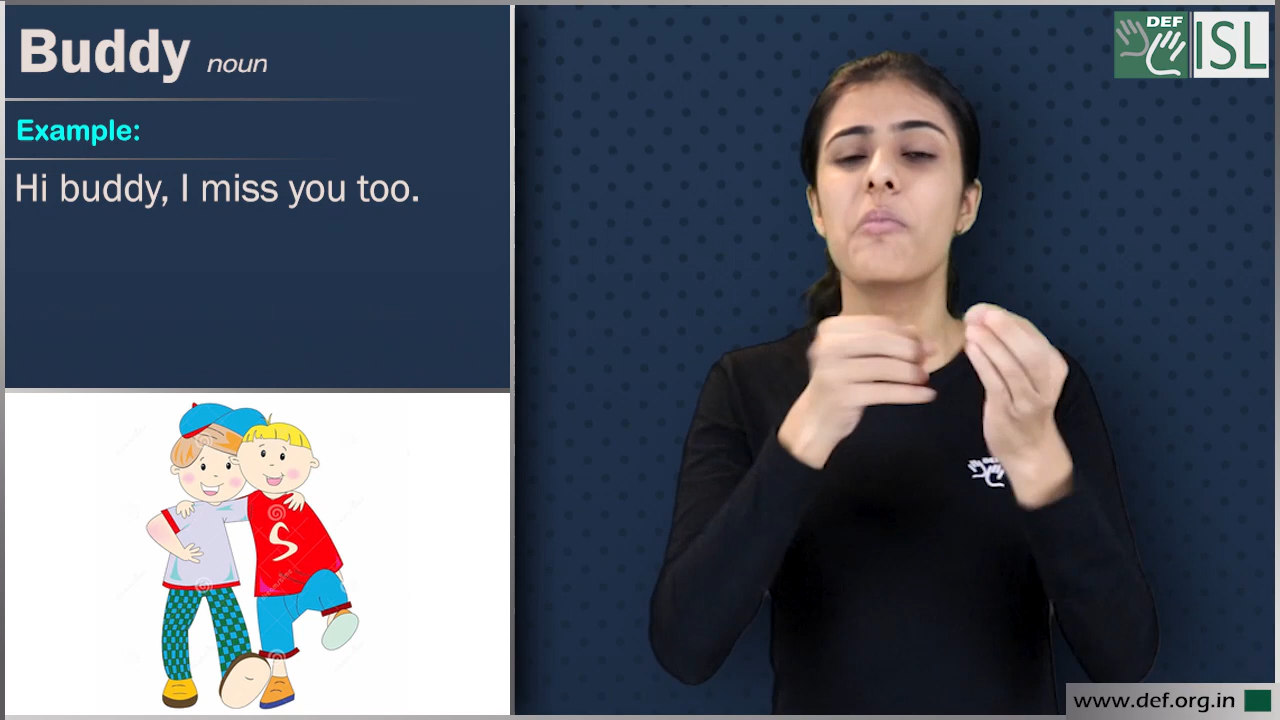 Buddy noun
Example:
Hi buddy, I miss you too.
DEF
ISL
S
www.def.org.in